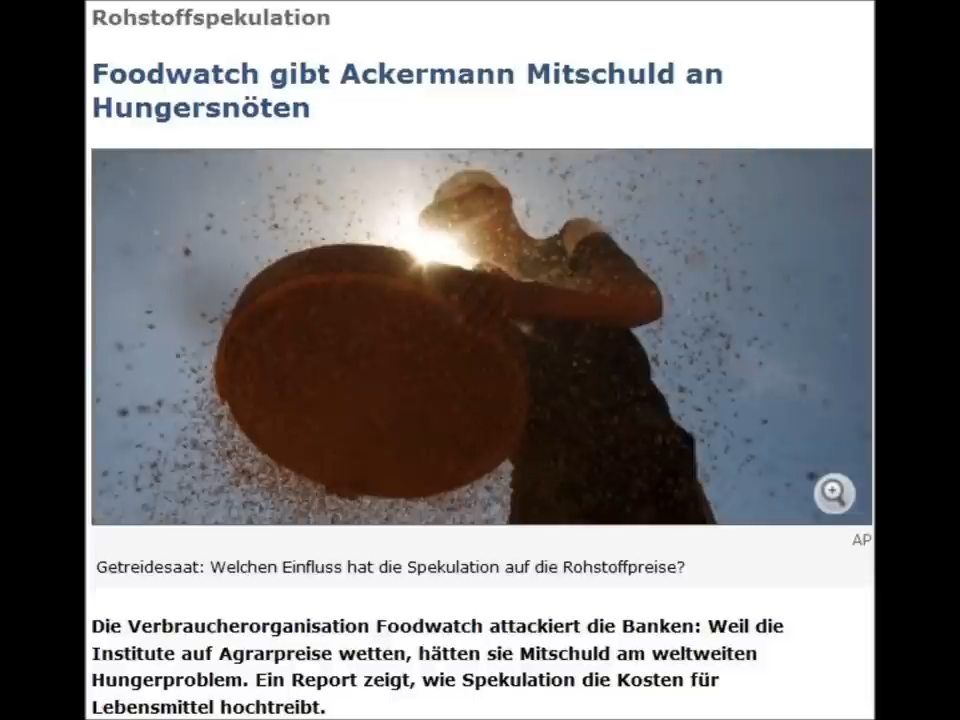 Rohstoffspekulation
Foodwatch gibt Ackermann Mitschuld an
Hungersnöten
AP
Getreidesaat: Welchen Einfluss hat die Spekulation auf die Rohstoffpreise?
Die Verbraucherorganisation Foodwatch attackiert die Banken: Weil die
Institute auf Agrarpreise wetten, hätten sie Mitschuld am weltweiten
Hungerproblem. Ein Report zeigt, wie Spekulation die Kosten für
Lebensmittel hochtreibt.